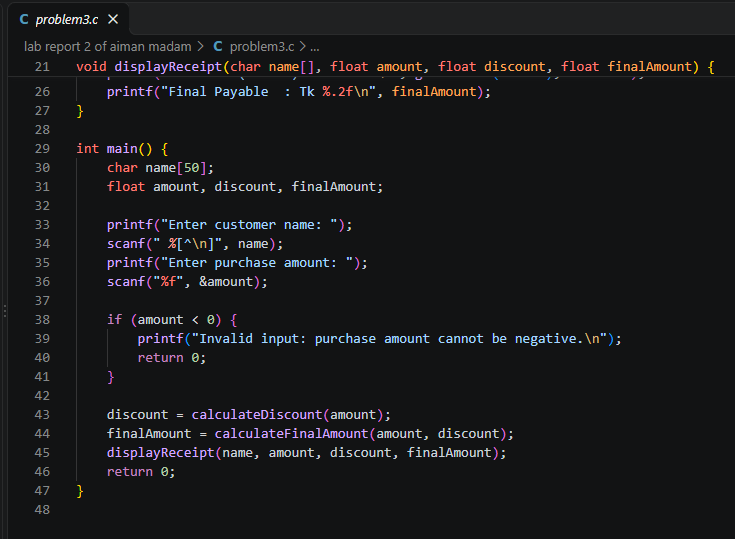 C problem3.c ×
lab report 2 of aiman madam > C problem3.c > ...
21 void displayReceipt(char name[], float amount, float discount, float finalAmount) {
26 printf("Final Payable  : Tk %.2f\n", finalAmount);
27 }
28
29 int main() {
30 char name[50];
31 float amount, discount, finalAmount;
32
33 printf("Enter customer name: ");
34 scanf(" %[^\n]", name);
35 printf("Enter purchase amount: ");
36 scanf("%f", &amount);
37
38 if (amount < 0) {
39 printf("Invalid input: purchase amount cannot be negative.\n");
40 return 0;
41 }
42
43 discount = calculateDiscount(amount);
44 finalAmount = calculateFinalAmount(amount, discount);
45 displayReceipt(name, amount, discount, finalAmount);
46 return 0;
47 }
48